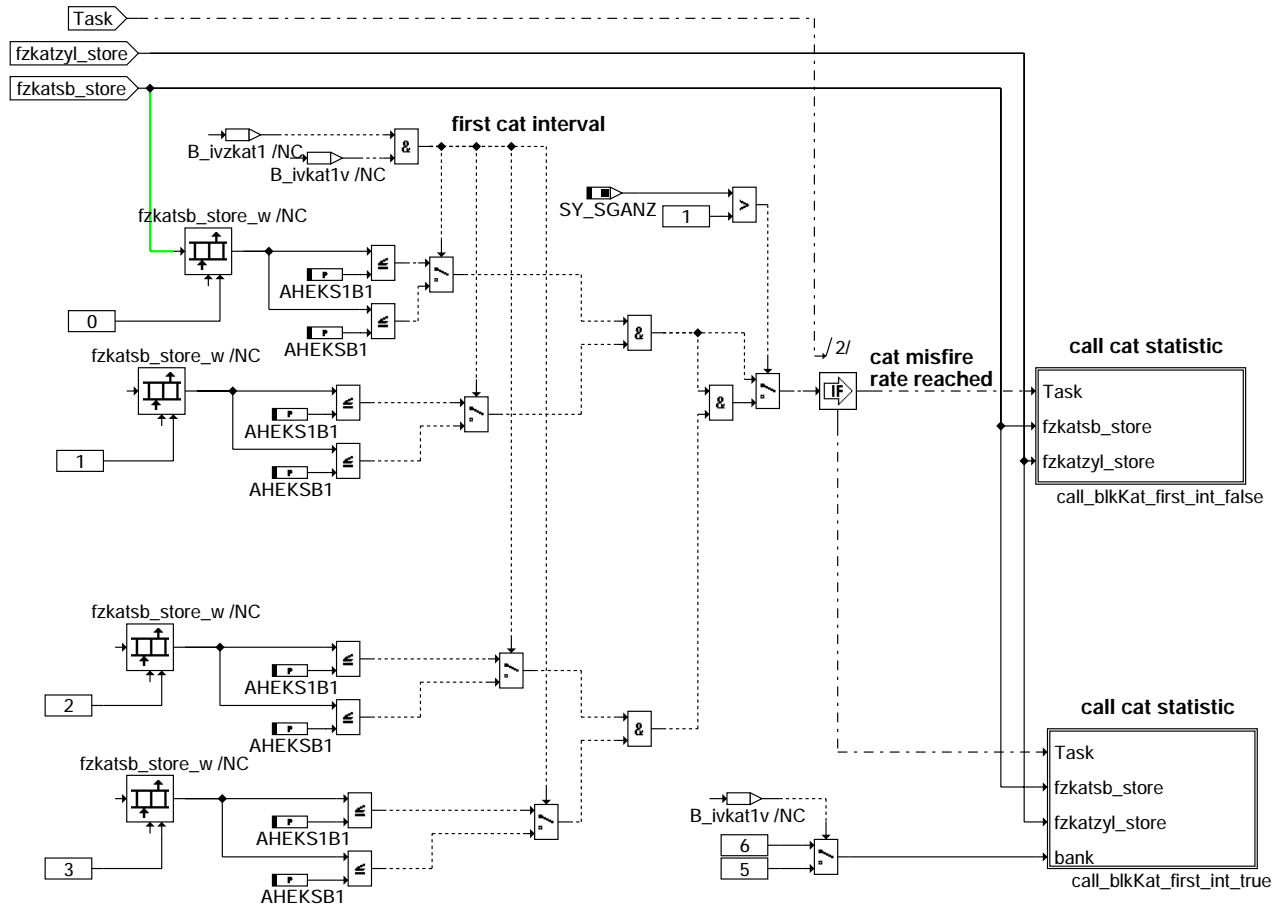 Task
fzkatzyl_store
fzkatsb_store
first cat interval
B_ivzkat1 /NC
B_ivkat1v /NC
&
SY_SGANZ
1
>
fzkatsb_store_w /NC
≤
P
AHEKS1B1
≤
P
AHEKSB1
0
&
/2/
cat misfire
rate reached
IF
call cat statistic
Task
fzkatsb_store
fzkatzyl_store
call_blkKat_first_int_false
fzkatsb_store_w /NC
≤
P
AHEKS1B1
≤
P
AHEKSB1
1
&
fzkatsb_store_w /NC
≤
P
AHEKS1B1
≤
P
AHEKSB1
2
&
fzkatsb_store_w /NC
≤
P
AHEKS1B1
≤
P
AHEKSB1
3
B_ivkat1v /NC
6
5
call cat statistic
Task
fzkatsb_store
fzkatzyl_store
bank
call_blkKat_first_int_true